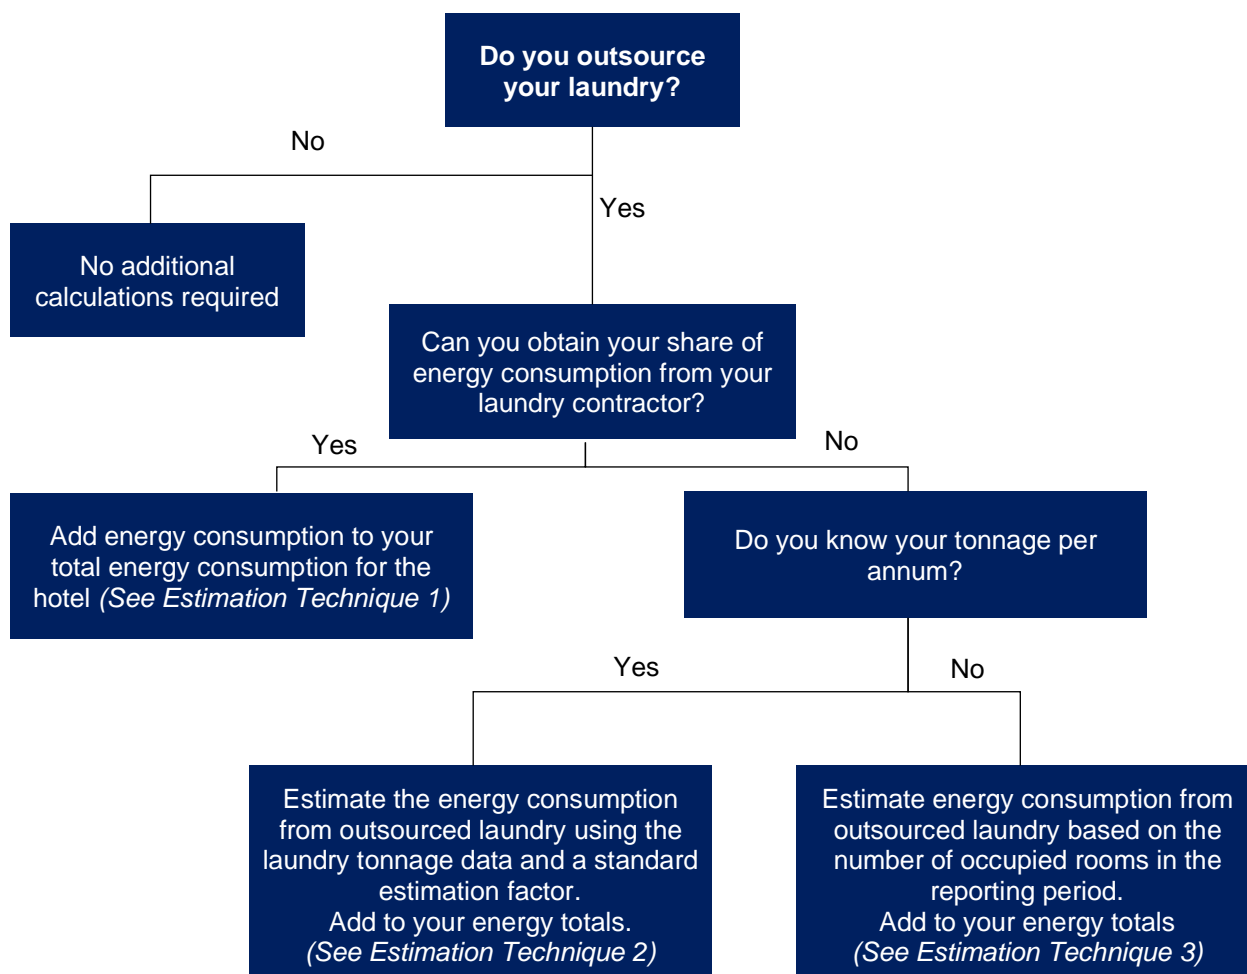 Do you outsource
your laundry?
No
Yes
No additional
calculations required
Can you obtain your share of
energy consumption from your
laundry contractor?
Yes
No
Add energy consumption to your
total energy consumption for the
hotel (See Estimation Technique 1)
Do you know your tonnage per
annum?
Yes
No
Estimate the energy consumption
from outsourced laundry using the
laundry tonnage data and a standard
estimation factor.
Add to your energy totals.
(See Estimation Technique 2)
Estimate energy consumption from
outsourced laundry based on the
number of occupied rooms in the
reporting period.
Add to your energy totals
(See Estimation Technique 3)